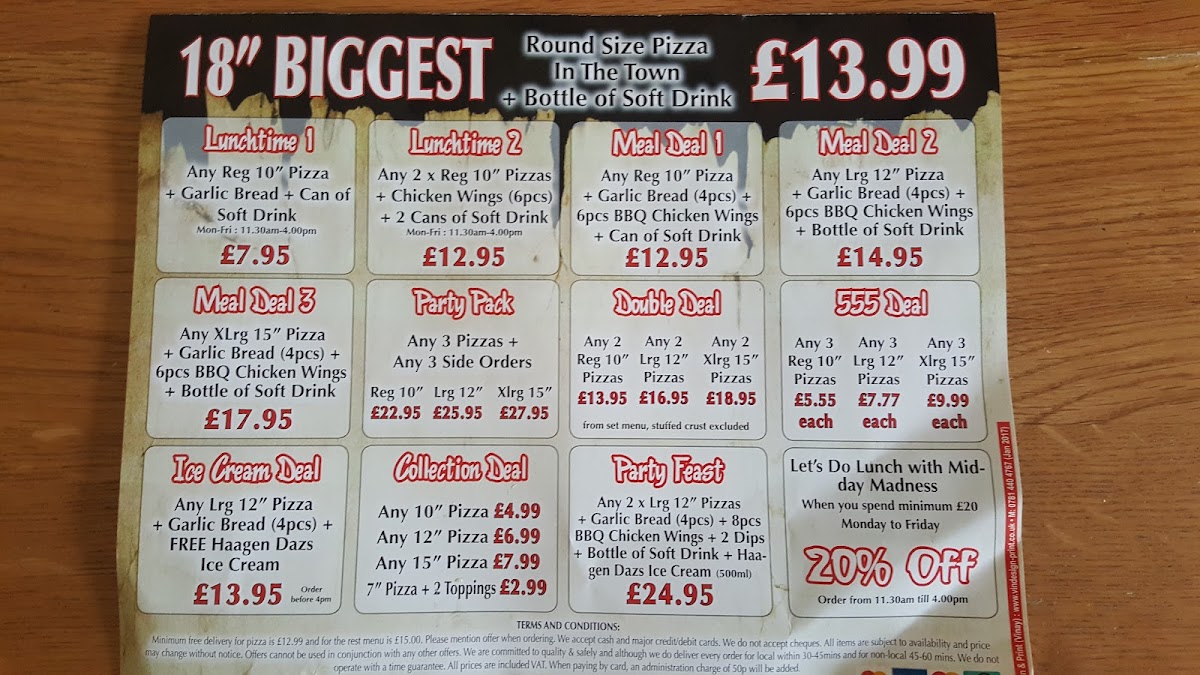 18" BIGGEST
Round Size Pizza
In The Town
+ Bottle of Soft Drink
£13.99
Lunchtime 1
Any Reg 10" Pizza
+ Garlic Bread + Can of
Soft Drink
Mon-Fri : 11.30am-4.00pm
£7.95
Lunchtime 2
Any 2 x Reg 10" Pizzas
+ Chicken Wings (6pcs)
+ 2 Cans of Soft Drink
Mon-Fri : 11.30am-4.00pm
£12.95
Meal Deal 1
Any Reg 10" Pizza
+ Garlic Bread (4pcs) +
6pcs BBQ Chicken Wings
+ Can of Soft Drink
£12.95
Meal Deal 2
Any Lrg 12" Pizza
+ Garlic Bread (4pcs) +
6pcs BBQ Chicken Wings
+ Bottle of Soft Drink
£14.95
Meal Deal 3
Any XLrg 15" Pizza
+ Garlic Bread (4pcs) +
6pcs BBQ Chicken Wings
+ Bottle of Soft Drink
£17.95
Party Pack
Any 3 Pizzas +
Any 3 Side Orders
Reg 10" Lrg 12" Xlrg 15"
£22.95 £25.95 £27.95
Double Deal
Any 2 Any 2 Any 2
Reg 10" Lrg 12" Xlrg 15"
Pizzas Pizzas Pizzas
£13.95 £16.95 £18.95
from set menu, stuffed crust excluded
555 Deal
Any 3 Any 3 Any 3
Reg 10" Lrg 12" Xlrg 15"
Pizzas Pizzas Pizzas
£5.55 £7.77 £9.99
each each each
Ice Cream Deal
Any Lrg 12" Pizza
+ Garlic Bread (4pcs) +
FREE Haagen Dazs
Ice Cream
£13.95 Order
before 4pm
Collection Deal
Any 10" Pizza £4.99
Any 12" Pizza £6.99
Any 15" Pizza £7.99
7" Pizza + 2 Toppings £2.99
Party Feast
Any 2 x Lrg 12" Pizzas
+ Garlic Bread (4pcs) + 8pcs
BBQ Chicken Wings + 2 Dips
+ Bottle of Soft Drink + Haa-
gen Dazs Ice Cream (500ml)
£24.95
Let's Do Lunch with Mid-
day Madness
When you spend minimum £20
Monday to Friday
20% Off
Order from 11.30am till 4.00pm
TERMS AND CONDITIONS:
Minimum free delivery for pizza is £12.99 and for the rest menu is £15.00. Please mention offer when ordering. We accept cash and major credit/debit cards. We do not accept cheques. All items are subject to availability and price
may change without notice. Offers cannot be used in conjunction with any other offers. We are committed to quality & safely and although we do deliver every order for local within 30-45mins and for non-local 45-60 mins. We do not
operate with a time guarantee. All prices are included VAT. When paying by card, an administration charge of 50p will be added.
n & Print (Vinay) : www.vindesign-print.co.uk • M: 0781 440 4767 (Jan 2017)